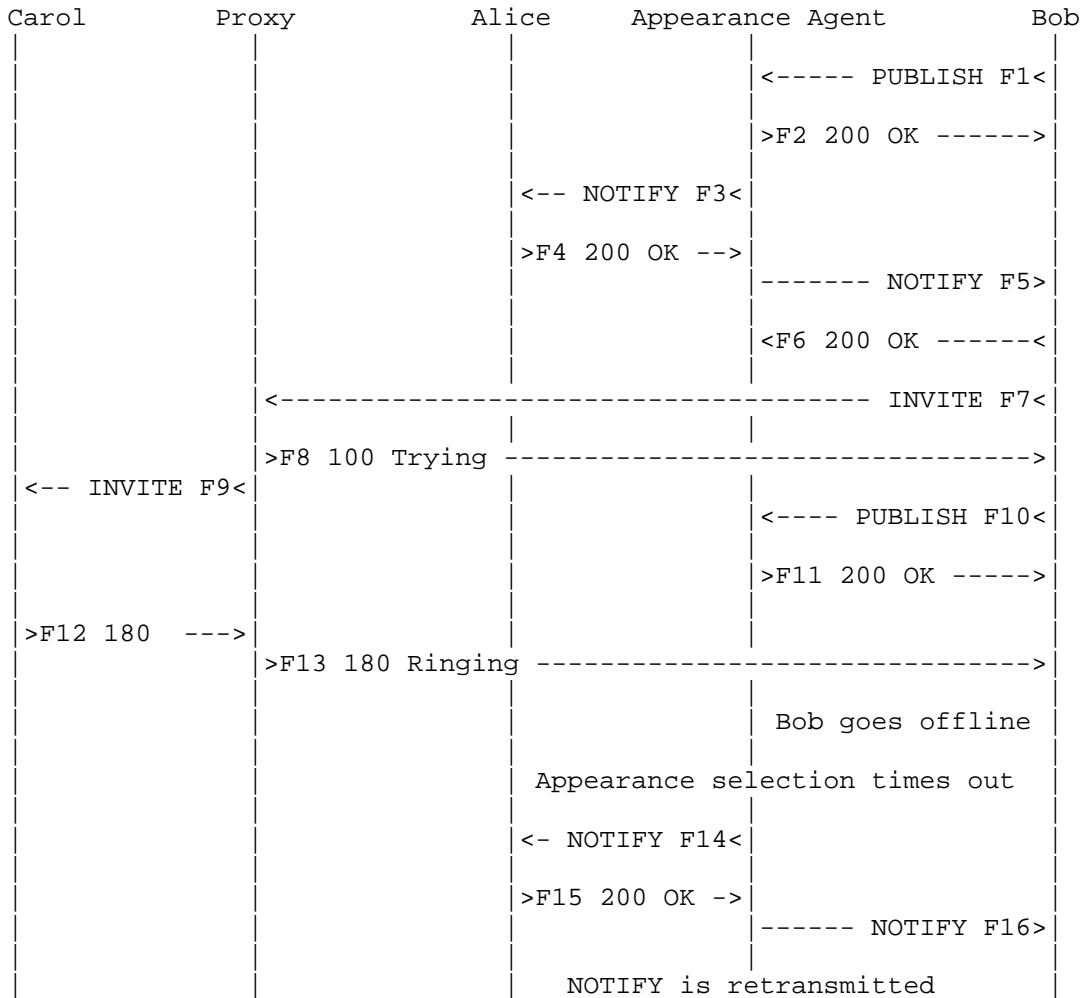 Carol Proxy Alice Appearance Agent Bob
<----- PUBLISH F1<
>F2 200 OK ------>
<-- NOTIFY F3<
>F4 200 OK -->
------- NOTIFY F5>
<F6 200 OK ------<
<------------------------------------- INVITE F7<
>F8 100 Trying --------------------------------->
<-- INVITE F9<
<---- PUBLISH F10<
>F11 200 OK ----->
>F12 180 --->
>F13 180 Ringing ------------------------------->
Bob goes offline
Appearance selection times out
<- NOTIFY F14<
>F15 200 OK ->
------ NOTIFY F16>
NOTIFY is retransmitted